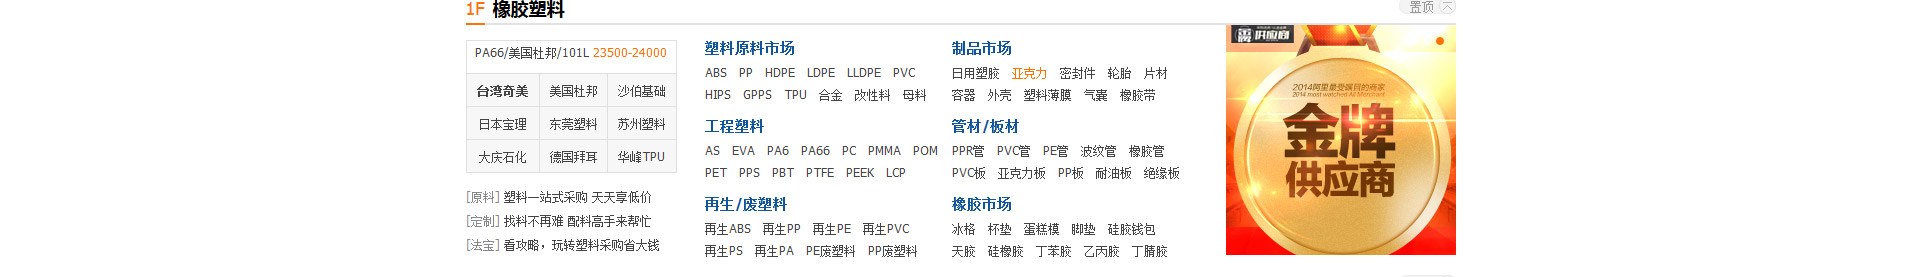 1F 橡胶塑料
置顶
PA66/美国杜邦/101L 23500-24000
台湾奇美 美国杜邦 沙伯基础
日本宝理 东莞塑料 苏州塑料
大庆石化 德国拜耳 华峰TPU
[原料] 塑料一站式采购 天天享低价
[定制] 找料不再难 配料高手来帮忙
[法宝] 看攻略，玩转塑料采购省大钱
塑料原料市场
ABS PP HDPE LDPE LLDPE PVC
HIPS GPPS TPU 合金 改性料 母料
工程塑料
AS EVA PA6 PA66 PC PMMA POM
PET PPS PBT PTFE PEEK LCP
再生/废塑料
再生ABS 再生PP 再生PE 再生PVC
再生PS 再生PA PE废塑料 PP废塑料
制品市场
日用塑胶 亚克力 密封件 轮胎 片材
容器 外壳 塑料薄膜 气囊 橡胶带
管材/板材
PPR管 PVC管 PE管 波纹管 橡胶管
PVC板 亚克力板 PP板 耐油板 绝缘板
橡胶市场
冰格 杯垫 蛋糕模 脚垫 硅胶钱包
天胶 硅橡胶 丁苯胶 乙丙胶 丁腈胶
供应商
2014阿里最受瞩目的商家
2014 most watched Ali Merchant
金牌
供应商